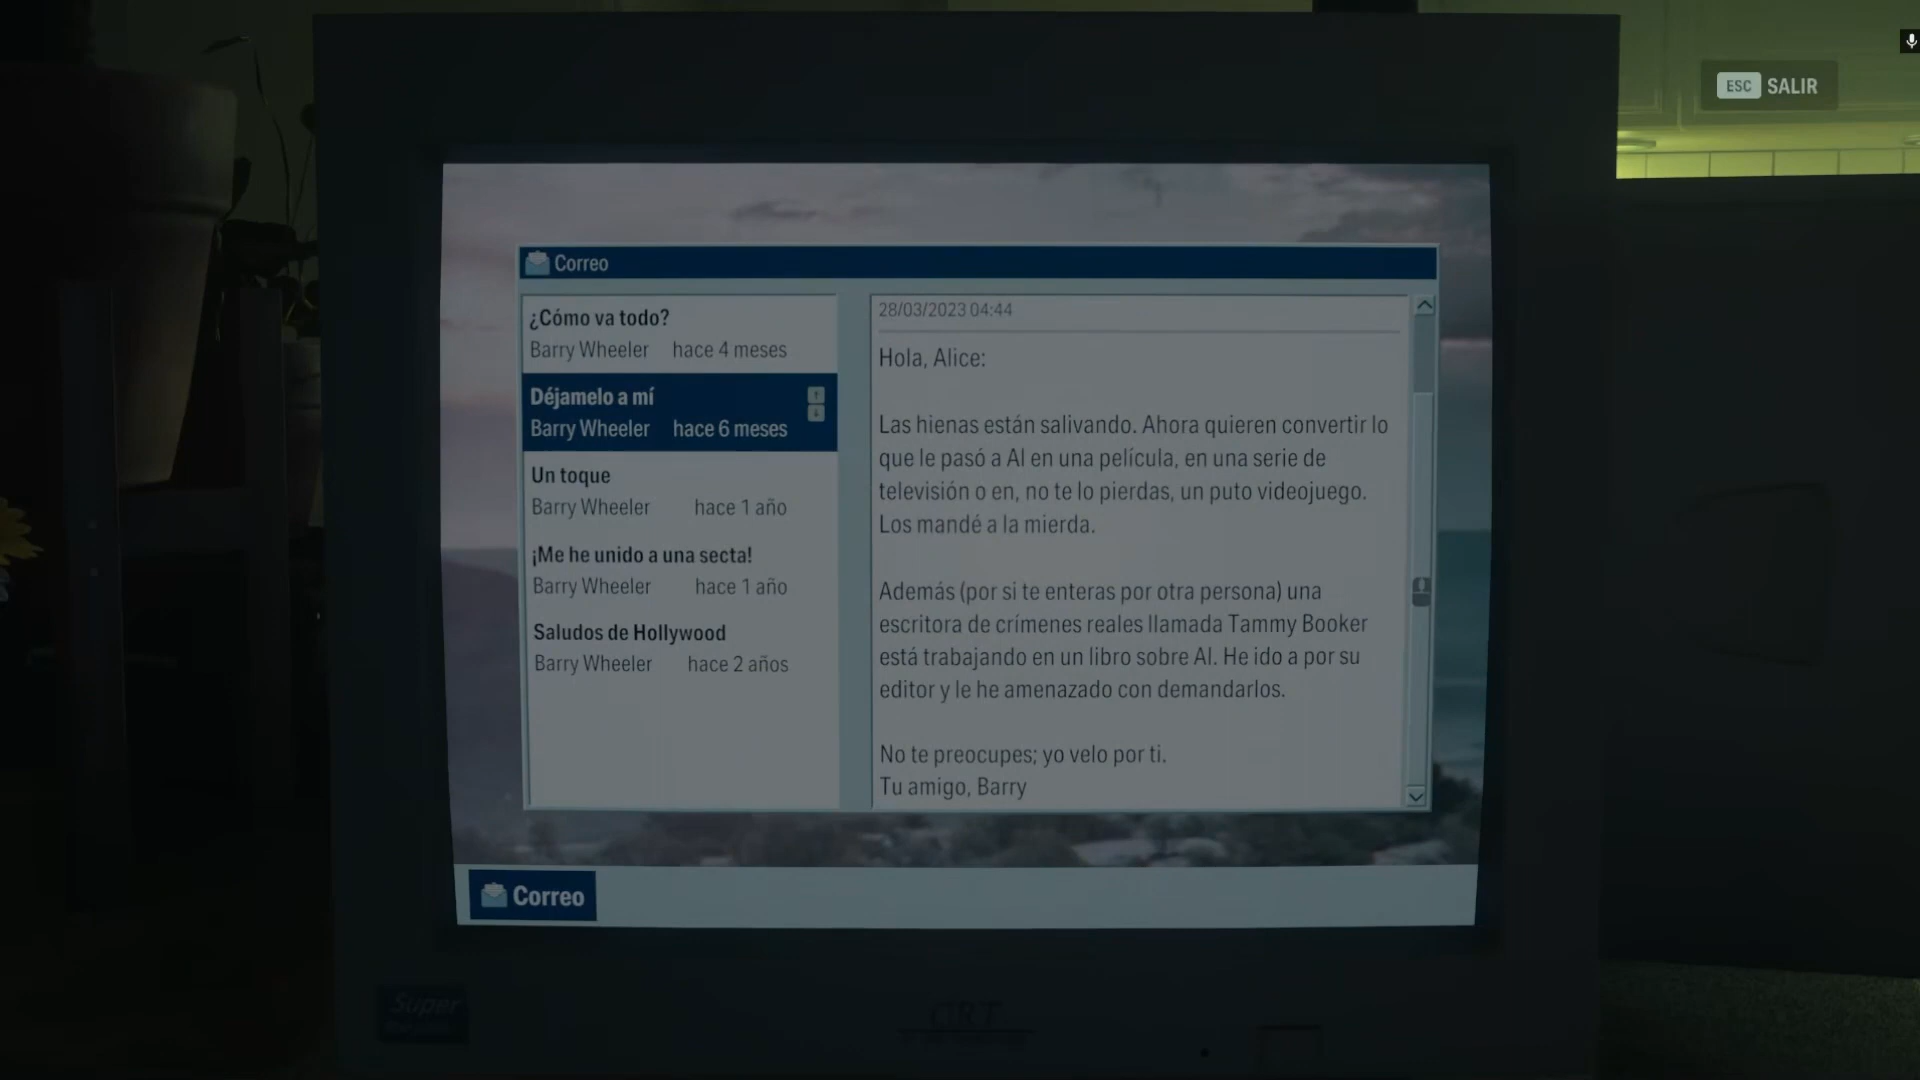 ESC SALIR
Correo
¿Cómo va todo?
Barry Wheeler hace 4 meses
Déjamelo a mí
Barry Wheeler hace 6 meses
Un toque
Barry Wheeler hace 1 año
¡Me he unido a una secta!
Barry Wheeler hace 1 año
Saludos de Hollywood
Barry Wheeler hace 2 años
28/03/2023 04:44
Hola, Alice:
Las hienas están salivando. Ahora quieren convertir lo
que le pasó a Al en una película, en una serie de
televisión o en, no te lo pierdas, un puto videojuego.
Los mandé a la mierda.
Además (por si te enteras por otra persona) una
escritora de crímenes reales llamada Tammy Booker
está trabajando en un libro sobre Al. He ido a por su
editor y le he amenazado con demandarlos.
No te preocupes; yo velo por ti.
Tu amigo, Barry
Correo
Super
CRT